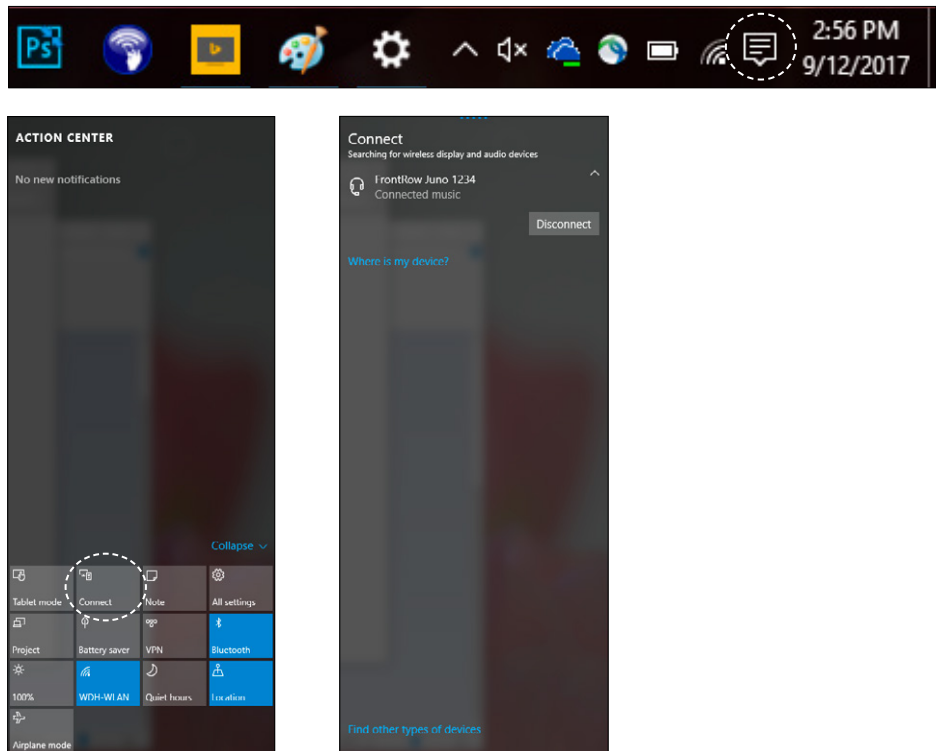 Ps
2:56 PM
9/12/2017
ACTION CENTER
No new notifications
Collapse
Tablet mode
Connect
Note
All settings
Project
Battery saver
VPN
Bluetooth
100%
WDH-WLAN
Quiet hours
Location
Airplane mode
Connect
Searching for wireless display and audio devices
FrontRow Juno 1234
Connected music
Disconnect
Where is my device?
Find other types of devices